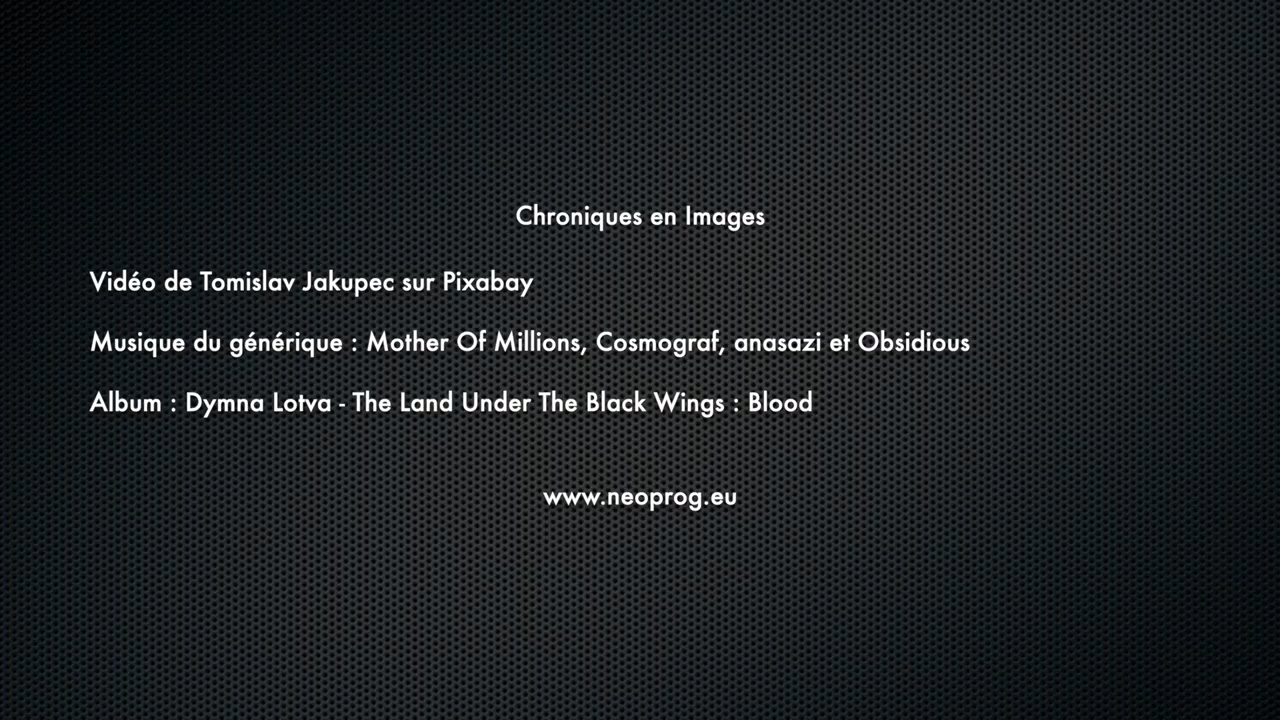 Chroniques en Images
Vidéo de Tomislav Jakupec sur Pixabay
Musique du générique : Mother Of Millions, Cosmograf, anasazi et Obsidious
Album : Dymna Lotva - The Land Under The Black Wings : Blood
www.neoprog.eu